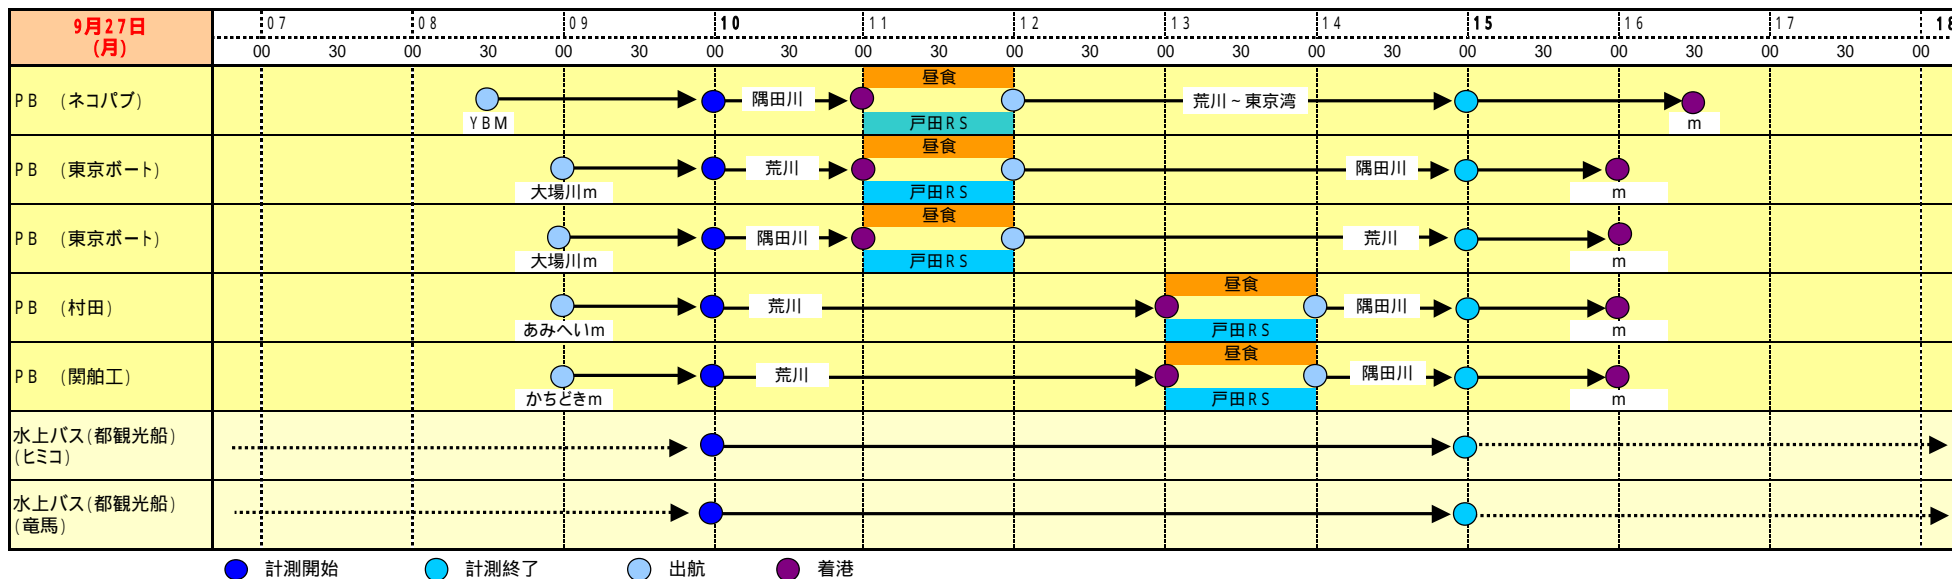 9月27日
(月)
07 08 09 10 11 12 13 14 15 16 17 18
00 30 00 30 00 30 00 30 00 30 00 30 00 30 00 30 00 30 00 30 00 30 00
昼食
PB (ネコパブ)
隅田川
荒川~東京湾
YBM
戸田RS
m
昼食
PB (東京ボート)
荒川
隅田川
大場川m
戸田RS
m
昼食
PB (東京ボート)
隅田川
荒川
大場川m
戸田RS
m
昼食
PB (村田)
荒川
隅田川
あみへいm
戸田RS
m
昼食
PB (関舶工)
荒川
隅田川
かちどきm
戸田RS
m
水上バス(都観光船)
(ヒミコ)
水上バス(都観光船)
(竜馬)
計測開始 計測終了 出航 着港